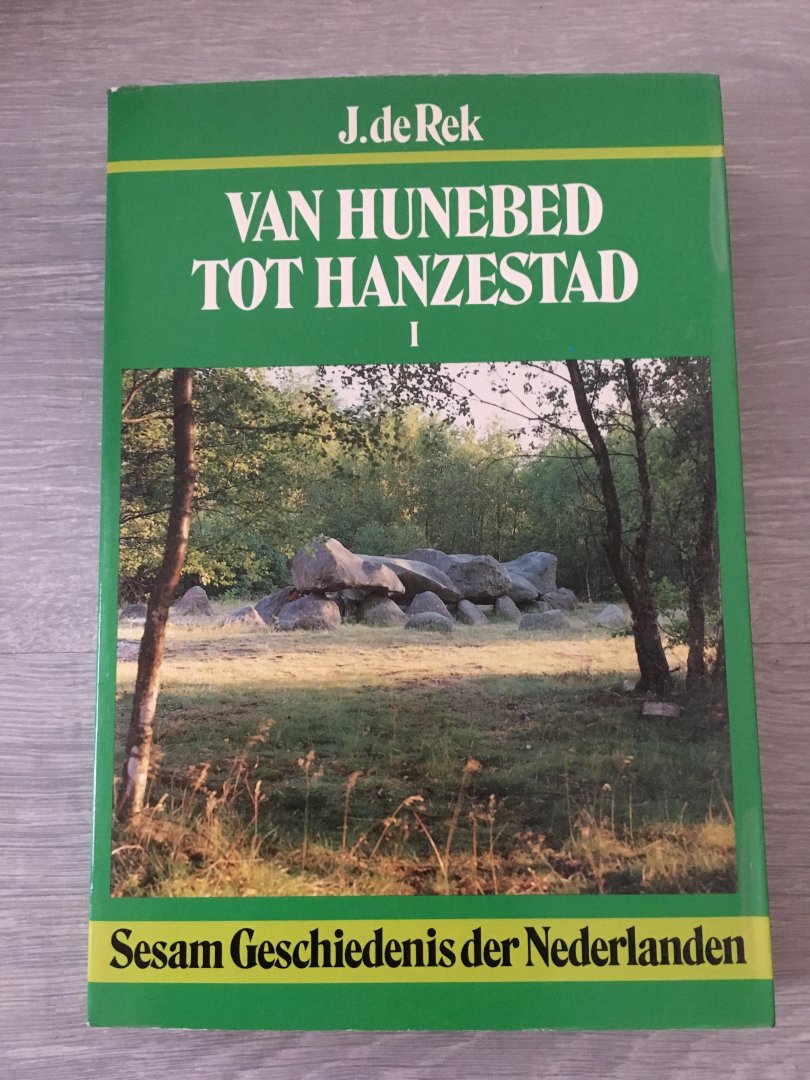 J. de Rek
VAN HUNEBED
TOT HANZESTAD
I
Sesam Geschiedenis der Nederlanden